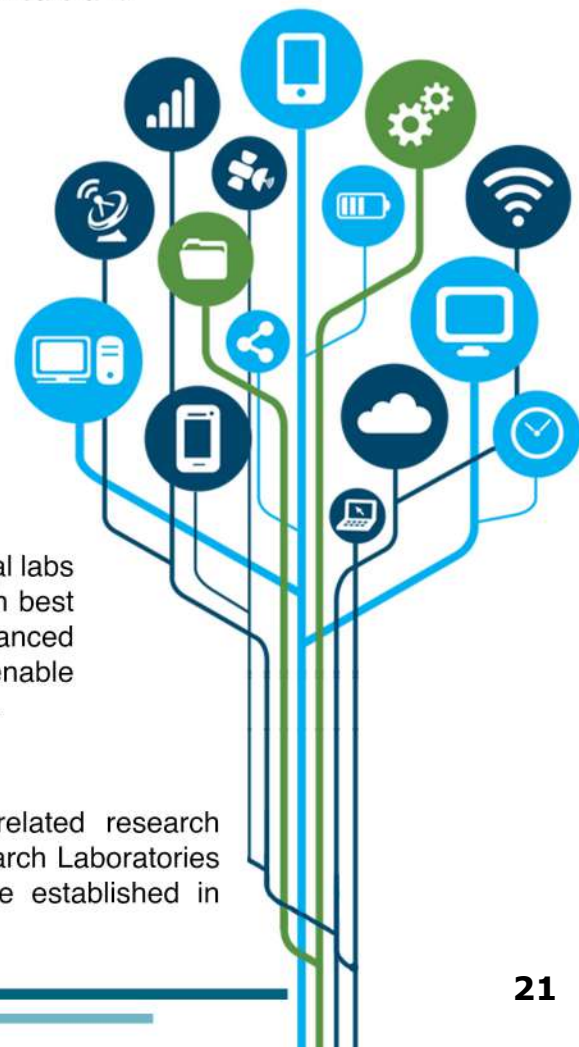 al labs
best
anced
enable
related research
arch Laboratories
e established in
21